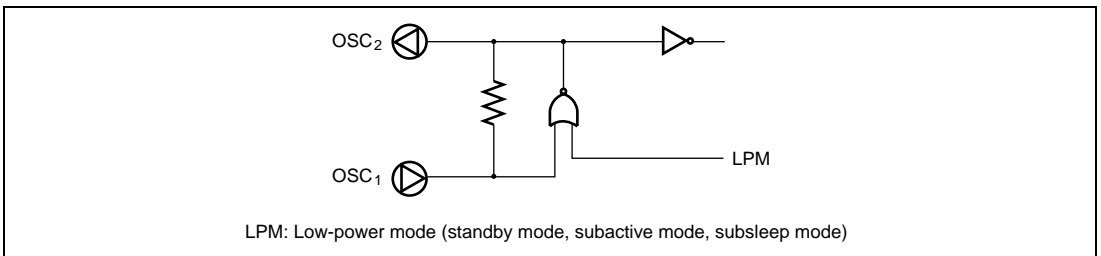 OSC2
OSC1
LPM
LPM: Low-power mode (standby mode, subactive mode, subsleep mode)